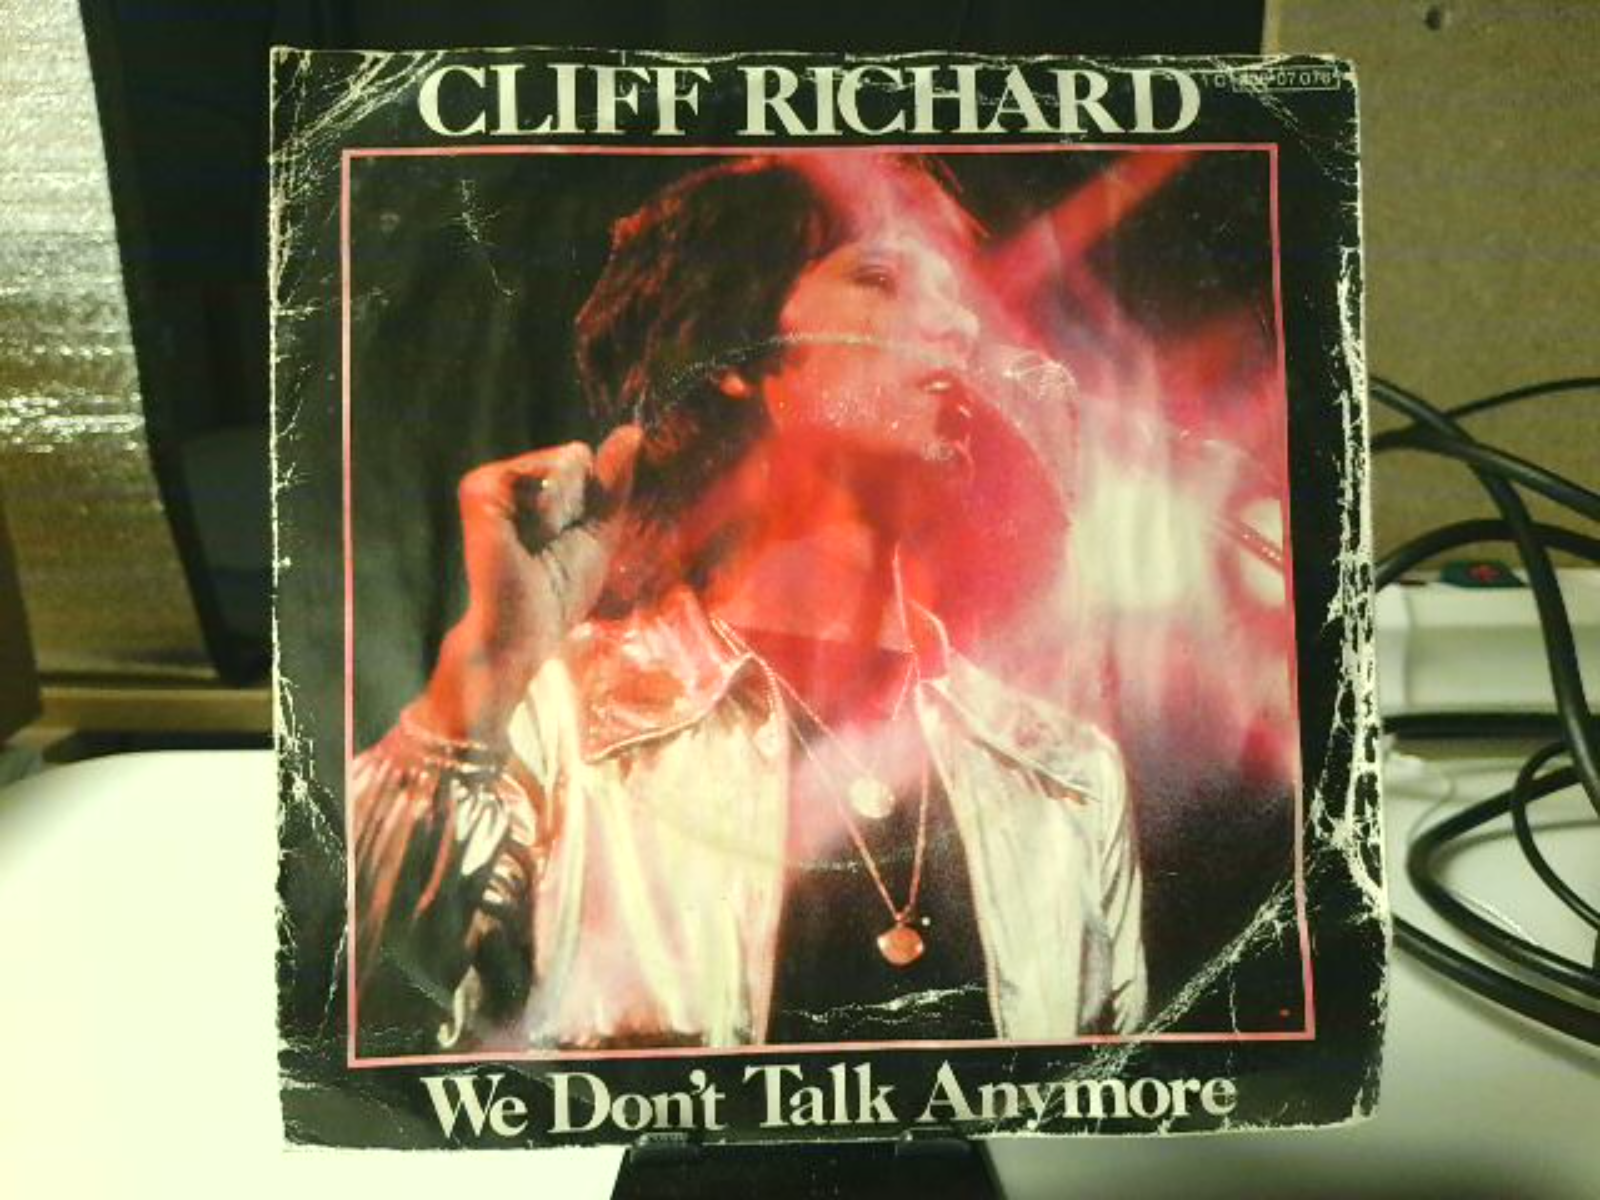 CLIFF RICHARD
We Don't Talk Anymore